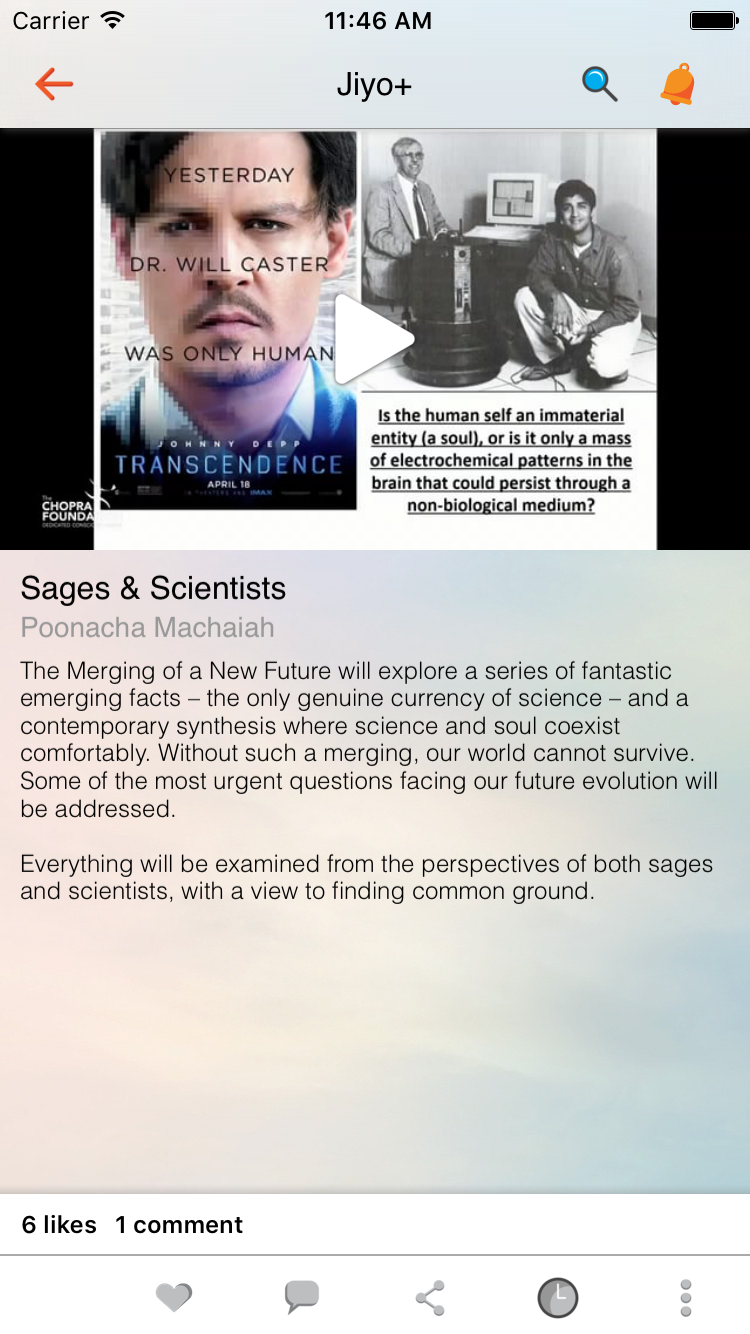 Carrier 11:46 AM
Jiyo+
YESTERDAY
DR. WILL CASTER
WAS ONLY HUMAN
JOHNNY DEPP
TRANSCENDENCE
APRIL 18
IN THEATERS AND IMAX
Is the human self an immaterial
entity (a soul), or is it only a mass
of electrochemical patterns in the
brain that could persist through a
non-biological medium?
The
CHOPRA
FOUNDA
Sages & Scientists
Poonacha Machaiah
The Merging of a New Future will explore a series of fantastic
emerging facts – the only genuine currency of science – and a
contemporary synthesis where science and soul coexist
comfortably. Without such a merging, our world cannot survive.
Some of the most urgent questions facing our future evolution will
be addressed.
Everything will be examined from the perspectives of both sages
and scientists, with a view to finding common ground.
6 likes 1 comment